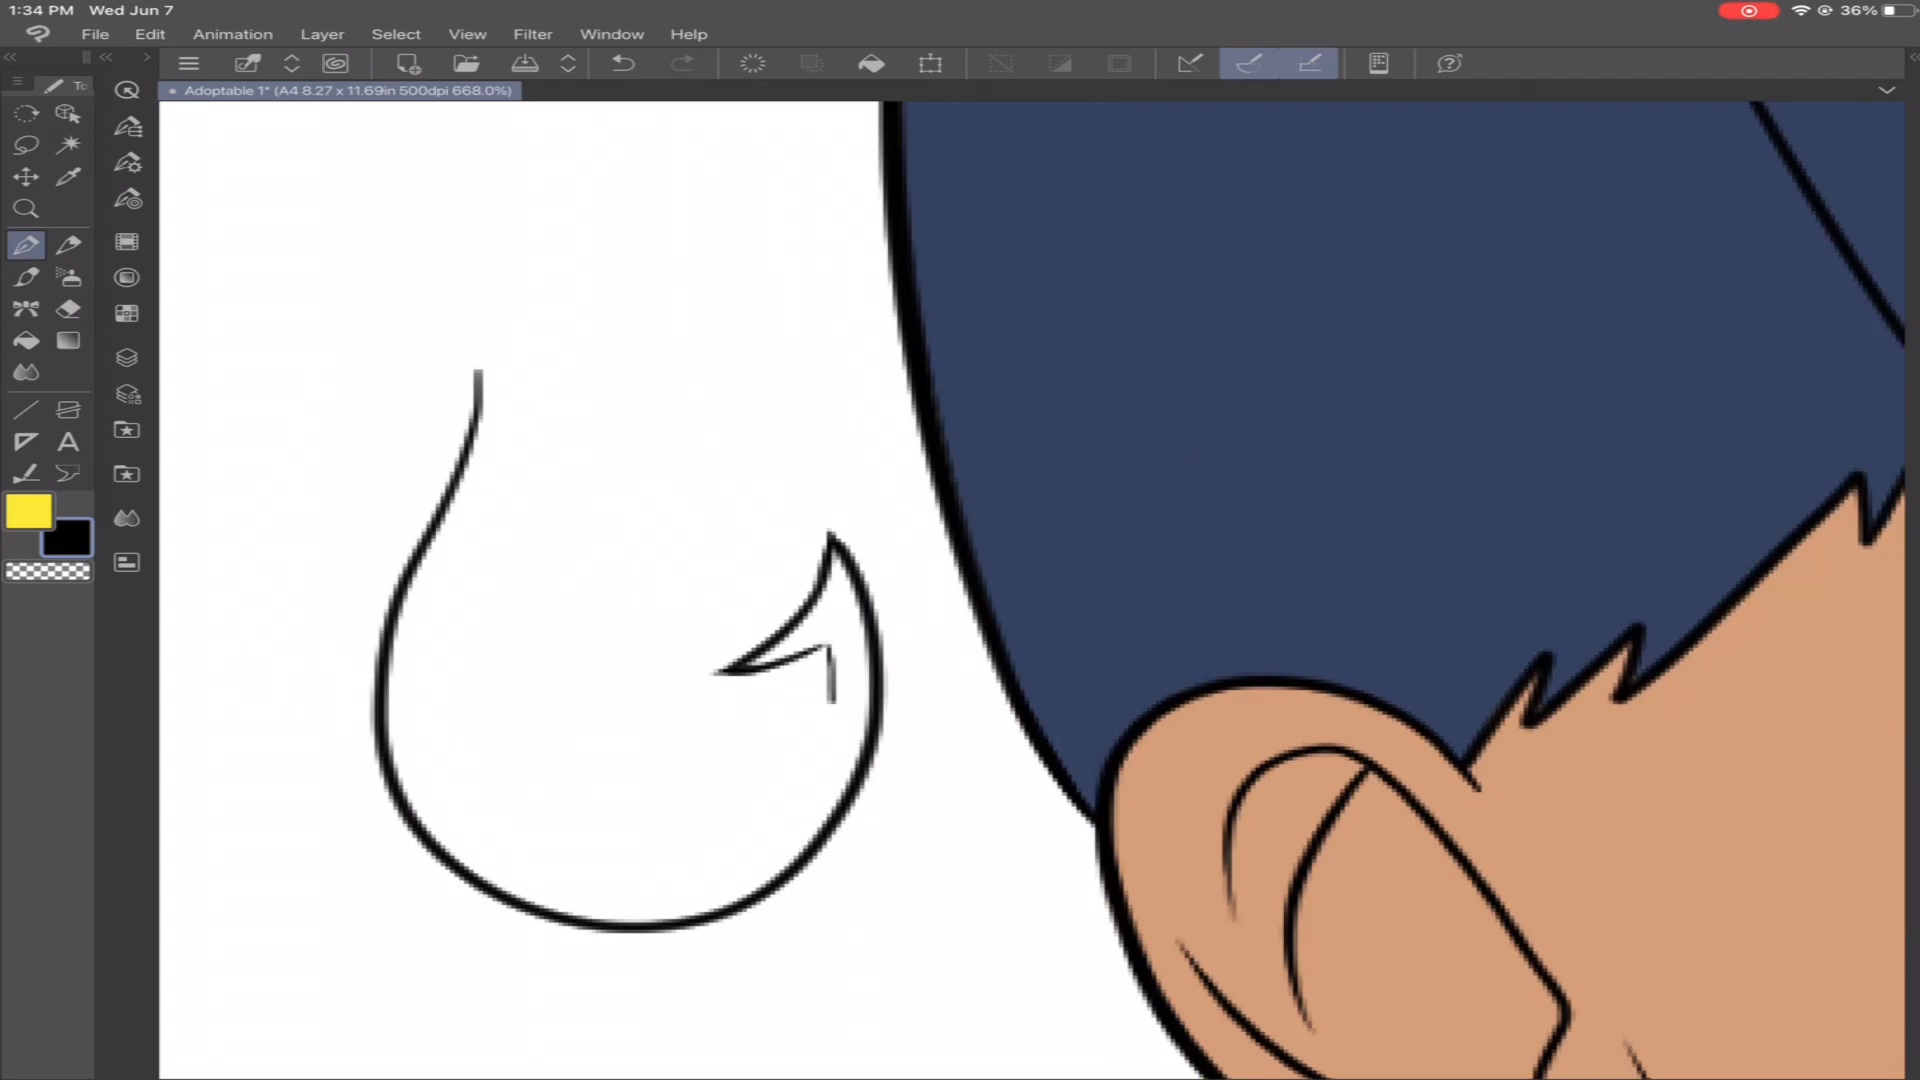 1:34 PM Wed Jun 7
36%
File Edit Animation Layer Select View Filter Window Help
To
Adoptable 1* (A4 8.27 x 11.69in 500dpi 668.0%)
A